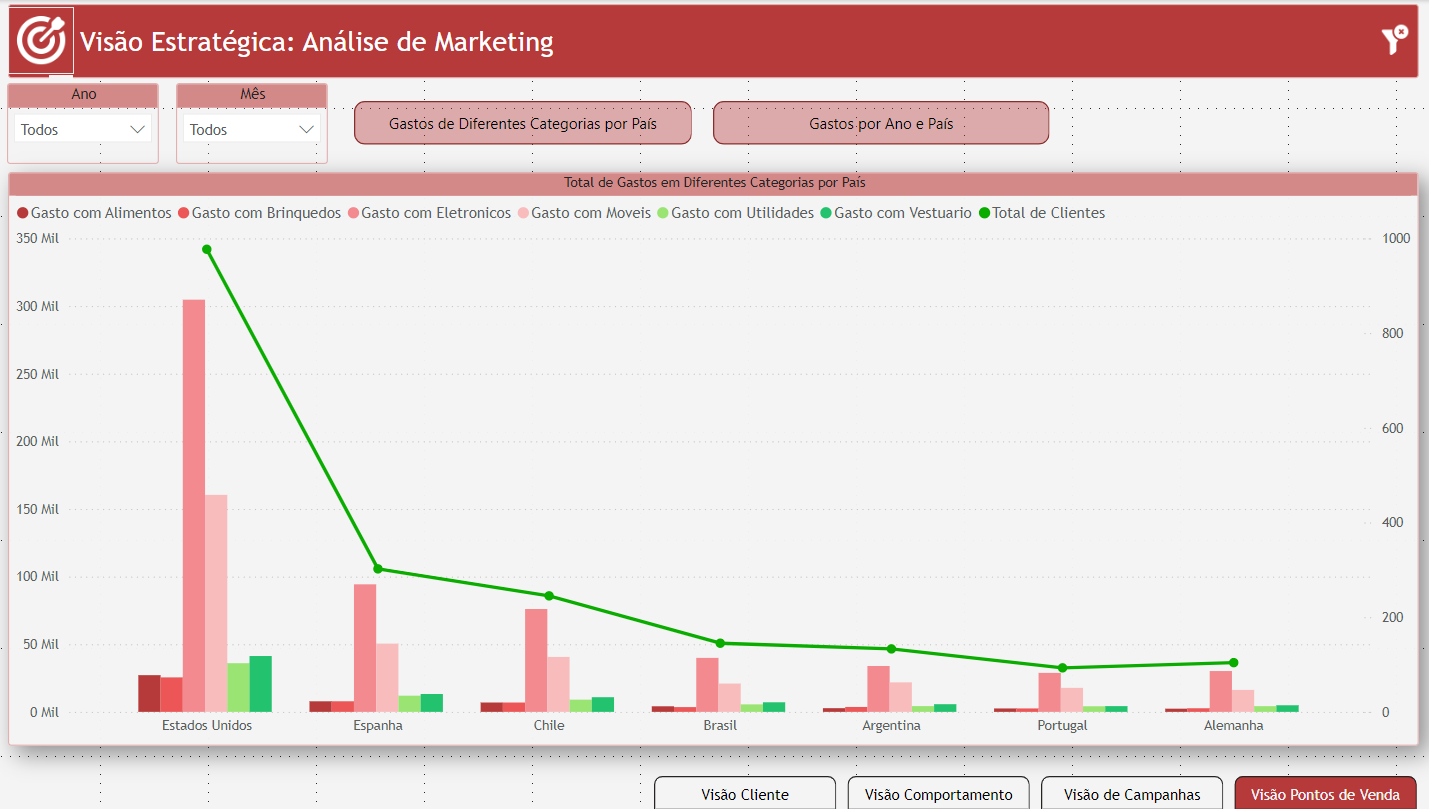 Visão Estratégica: Análise de Marketing
Ano
Mês
Todos
Todos
Gastos de Diferentes Categorias por País
Gastos por Ano e País
Total de Gastos em Diferentes Categorias por País
Gasto com Alimentos Gasto com Brinquedos Gasto com Eletronicos Gasto com Moveis Gasto com Utilidades Gasto com Vestuario Total de Clientes
350 Mil
300 Mil
250 Mil
200 Mil
150 Mil
100 Mil
50 Mil
0 Mil
1000
800
600
400
200
0
Estados Unidos
Espanha
Chile
Brasil
Argentina
Portugal
Alemanha
Visão Cliente
Visão Comportamento
Visão de Campanhas
Visão Pontos de Venda